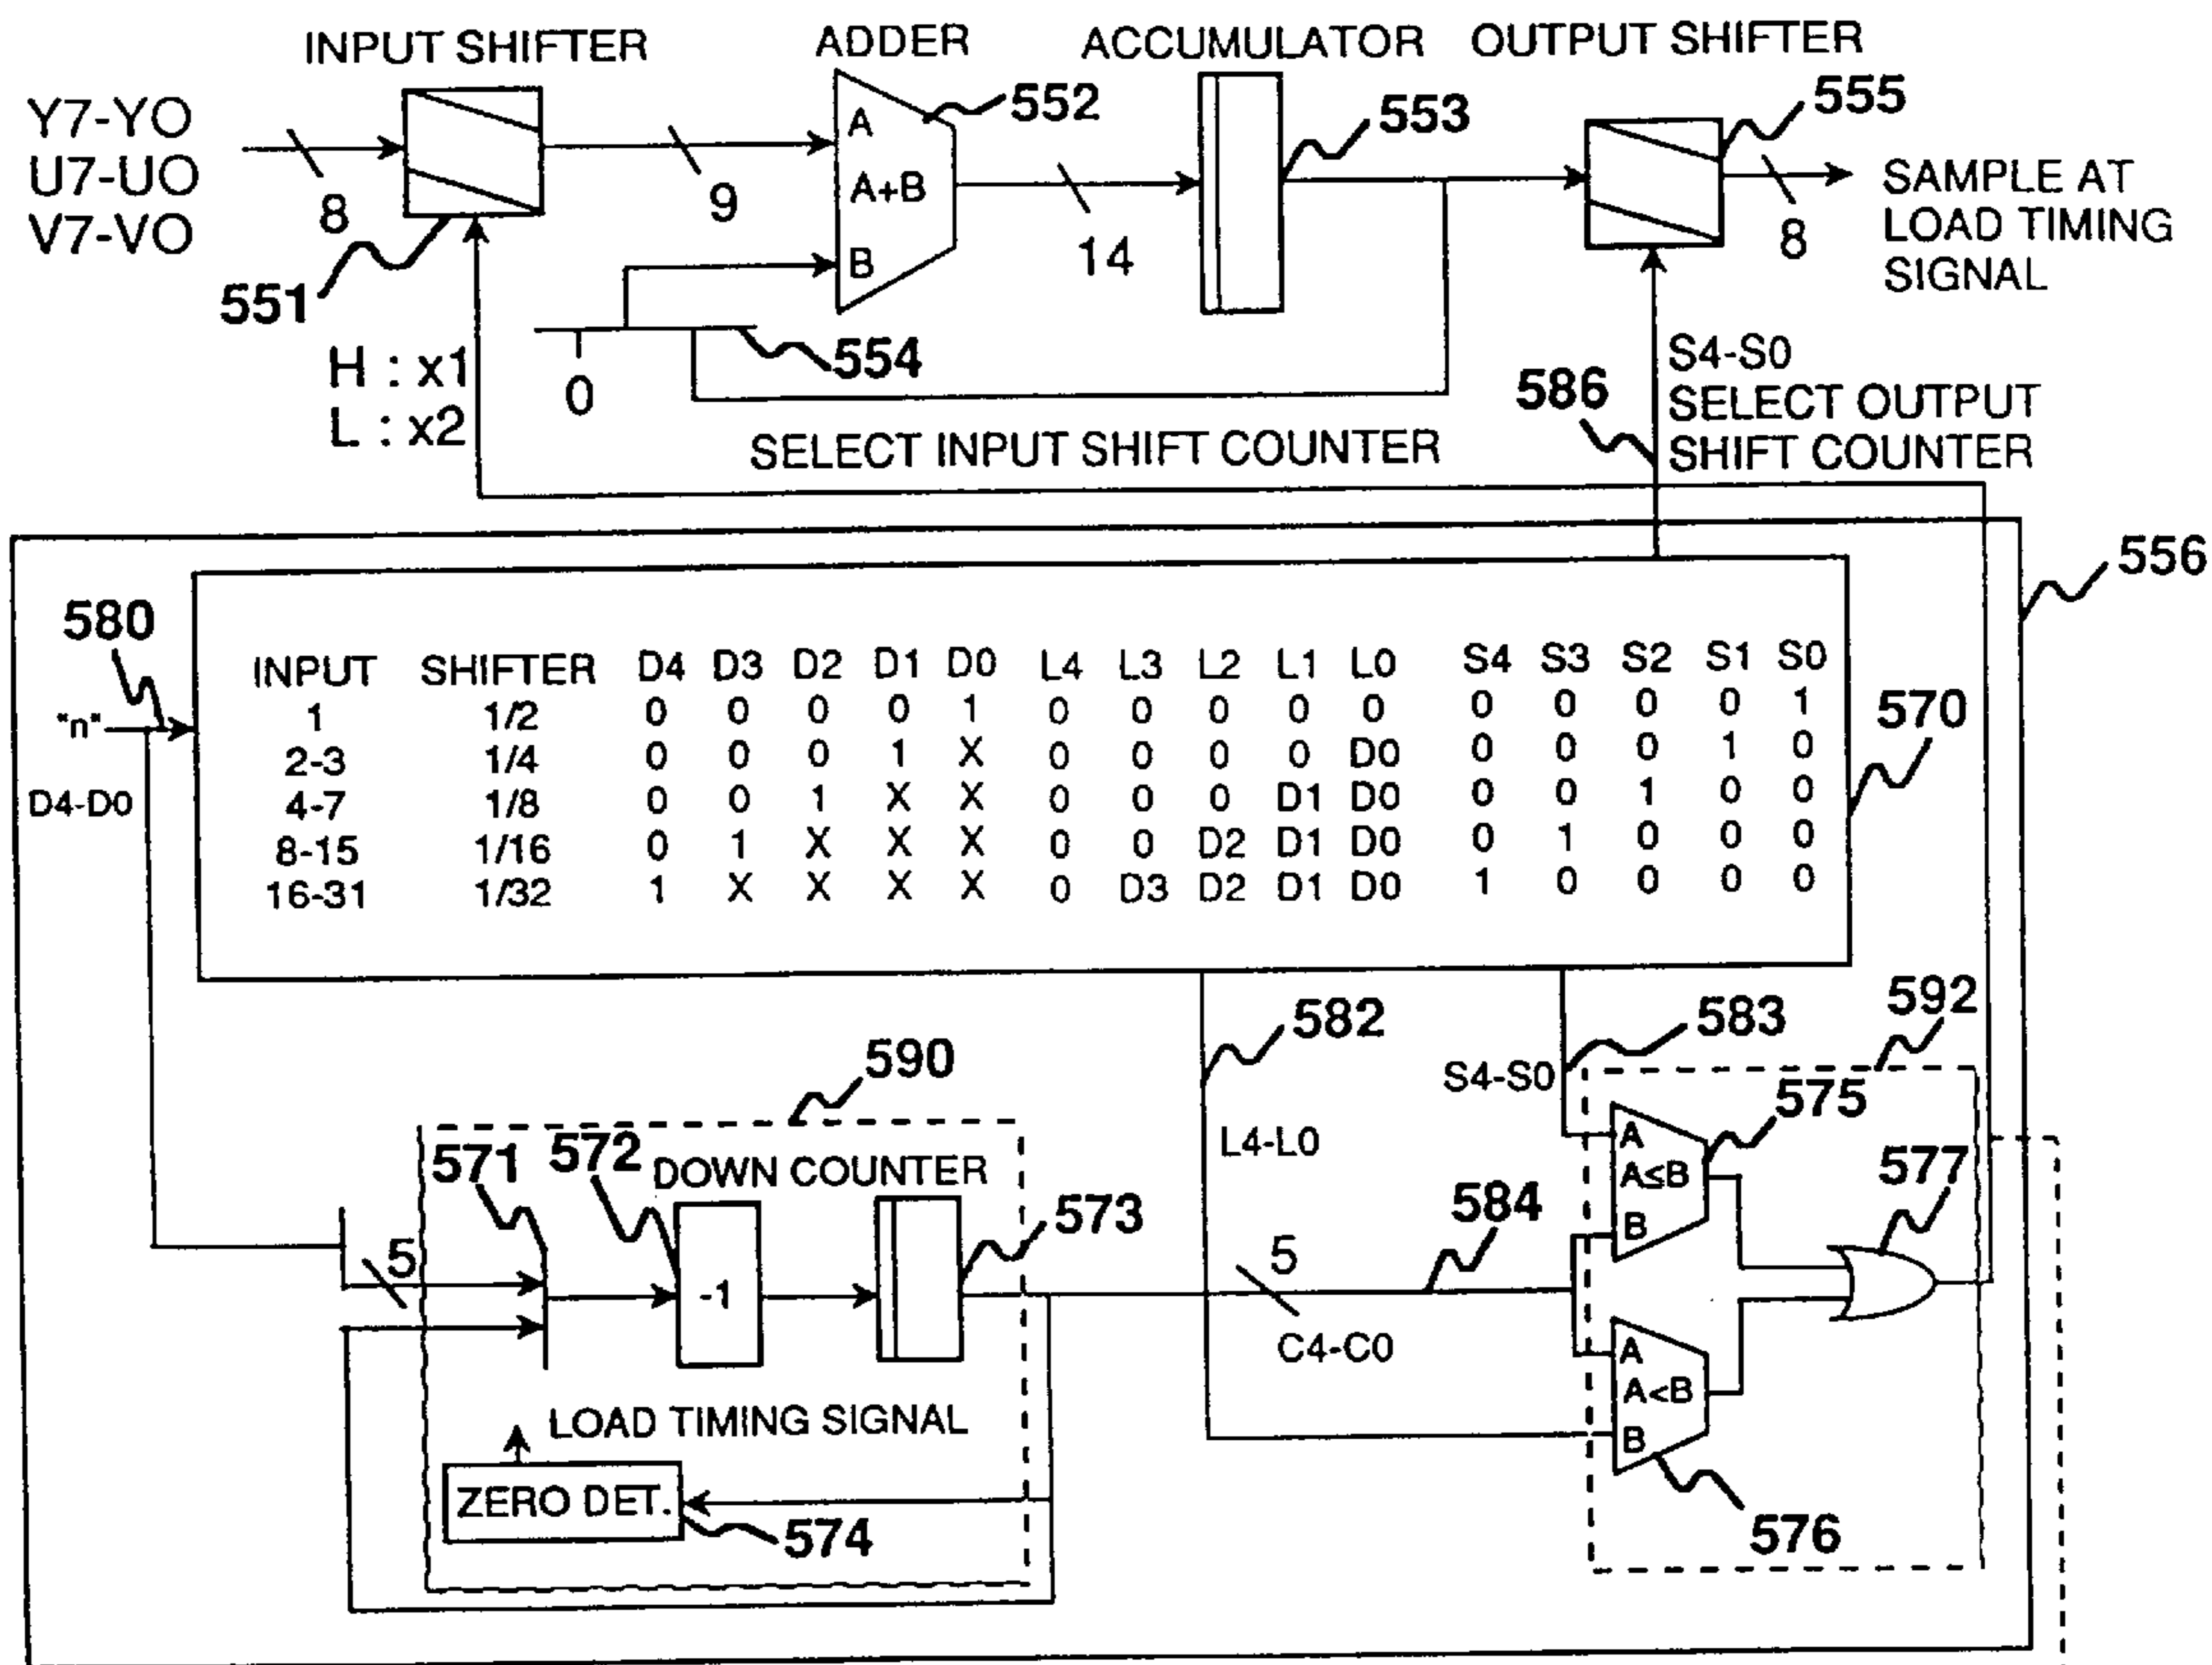 INPUT SHIFTER
ADDER
ACCUMULATOR
OUTPUT SHIFTER
Y7-YO
U7-UO
V7-VO
8
551
9
A
A+B
B
552
14
553
555
8
SAMPLE AT
LOAD TIMING
SIGNAL
H : x1
L : x2
0
554
SELECT INPUT SHIFT COUNTER
586
S4-S0
SELECT OUTPUT
SHIFT COUNTER
556
580
"n"
D4-D0
INPUT SHIFTER D4 D3 D2 D1 D0 L4 L3 L2 L1 L0 S4 S3 S2 S1 S0
1 1/2 0 0 0 0 1 0 0 0 0 0 0 0 0 0 1
2-3 1/4 0 0 0 1 X 0 0 0 0 D0 0 0 0 1 0
4-7 1/8 0 0 1 X X 0 0 0 D1 D0 0 0 1 0 0
8-15 1/16 0 1 X X X 0 0 D2 D1 D0 0 1 0 0 0
16-31 1/32 1 X X X X 0 D3 D2 D1 D0 1 0 0 0 0
570
582
583
592
590
S4-S0
575
571
572
DOWN COUNTER
L4-L0
A
A≤B
B
577
573
584
5
-1
5
C4-C0
A
A<B
B
LOAD TIMING SIGNAL
ZERO DET.
574
576